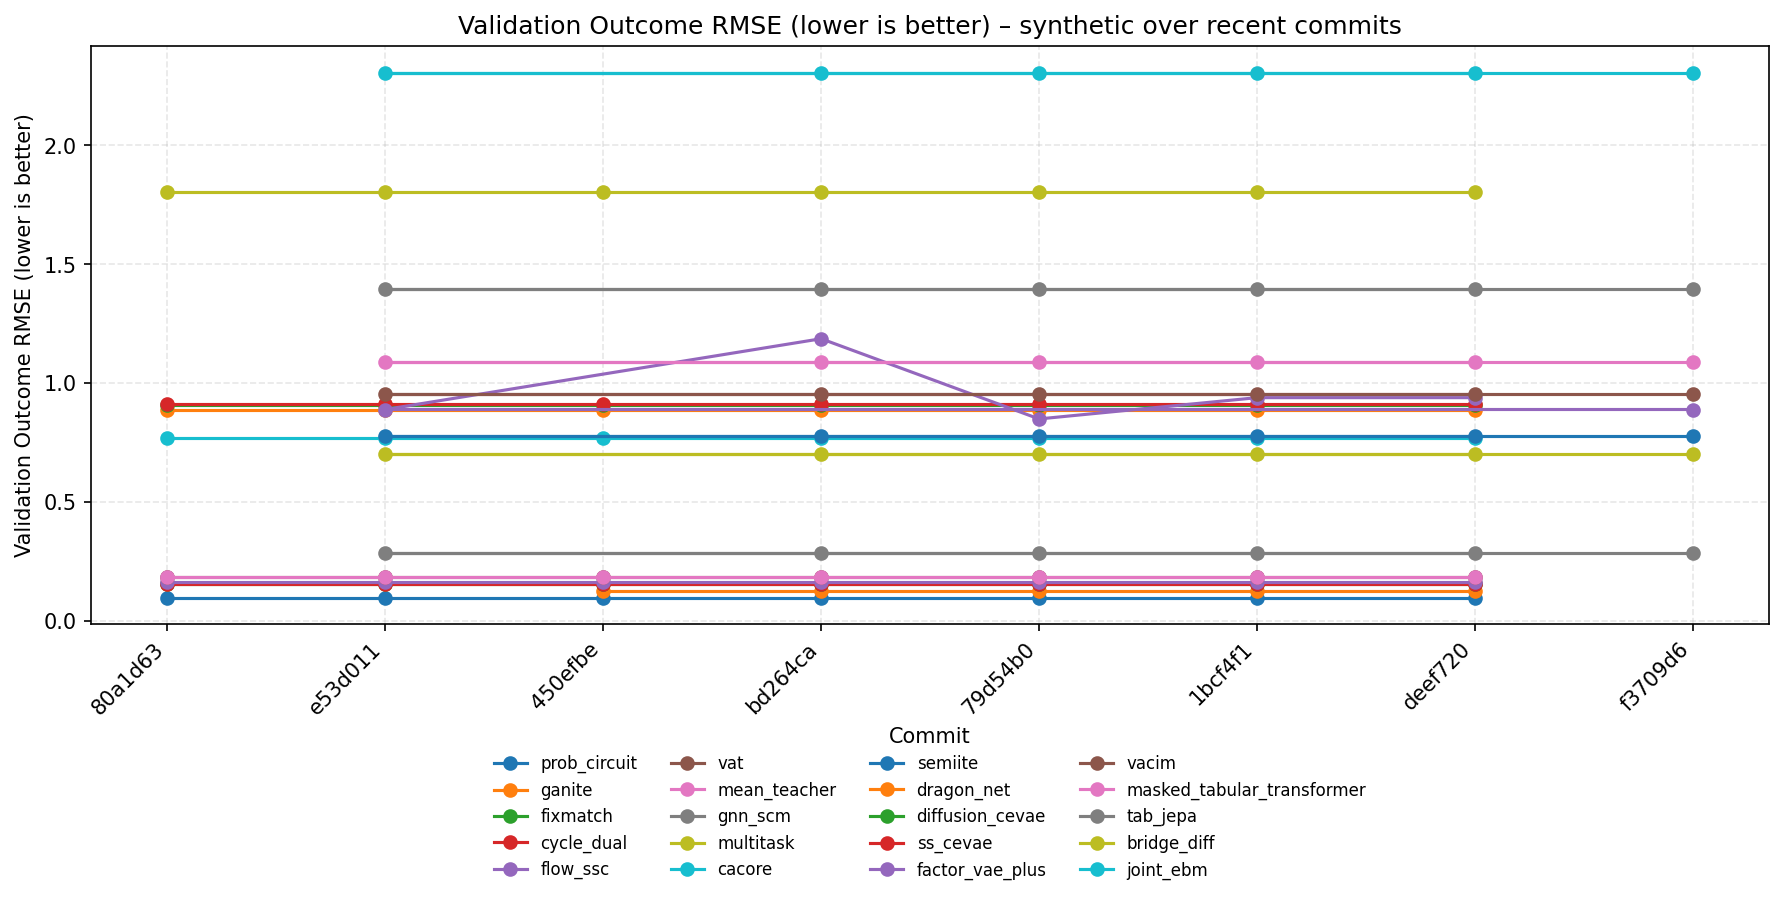 Validation Outcome RMSE (lower is better) – synthetic over recent commits
Validation Outcome RMSE (lower is better)
2.0
1.5
1.0
0.5
0.0
80a1d63
e53d011
450efbe
bd264ca
79d54b0
1bcf4f1
deef720
f3709d6
Commit
prob_circuit
ganite
fixmatch
cycle_dual
flow_ssc
vat
mean_teacher
gnn_scm
multitask
cacore
semiite
dragon_net
diffusion_cevae
ss_cevae
factor_vae_plus
vacim
masked_tabular_transformer
tab_jepa
bridge_diff
joint_ebm